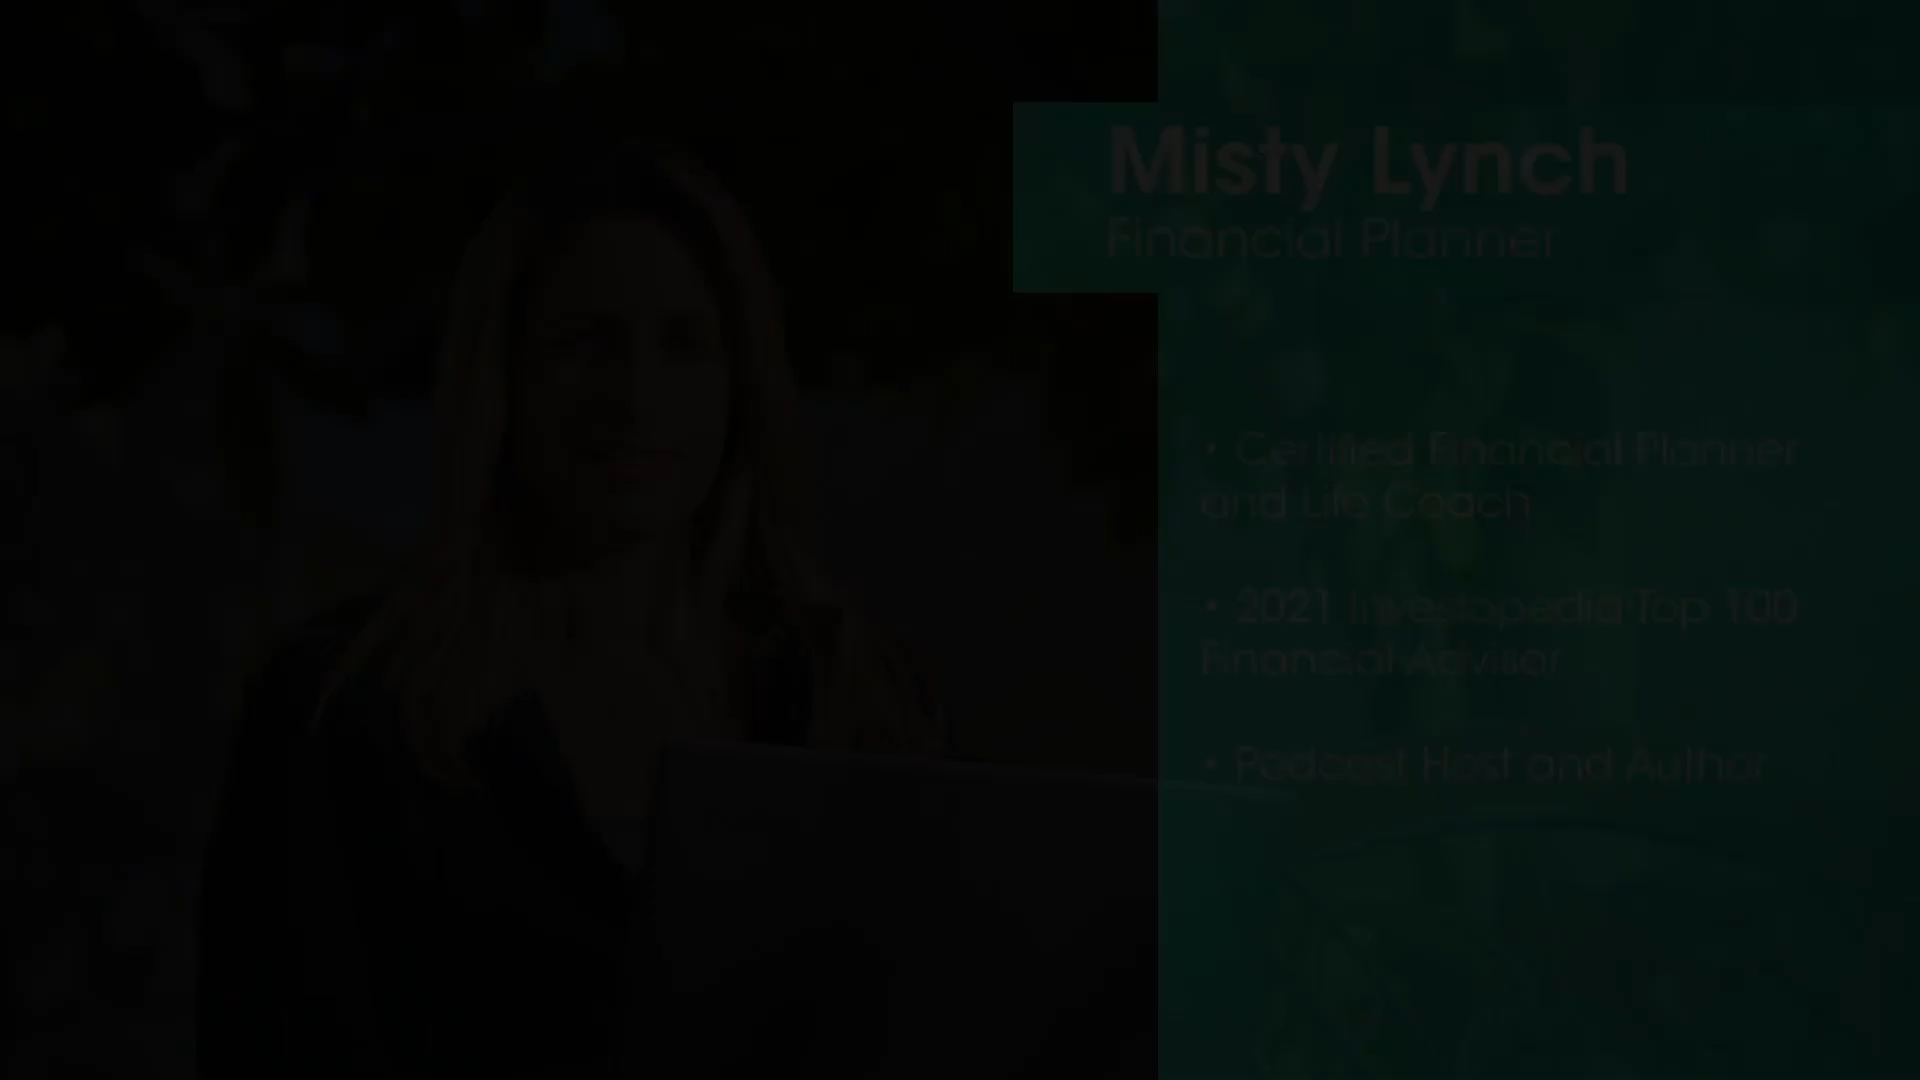 Misty Lynch
Financial Planner
• Certified Financial Planner
and Life Coach
• 2021 Investopedia Top 100
Financial Advisor
• Podcast Host and Author